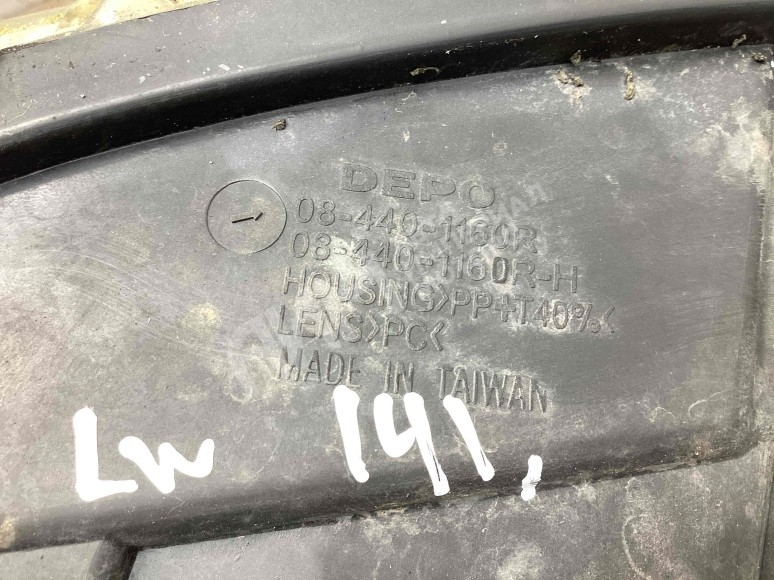 DEPO
08-440-1160R
08-440-1160R-H
HOUSING>PP+T40%<
LENS>PC<
MADE IN TAIWAN
LW 141,